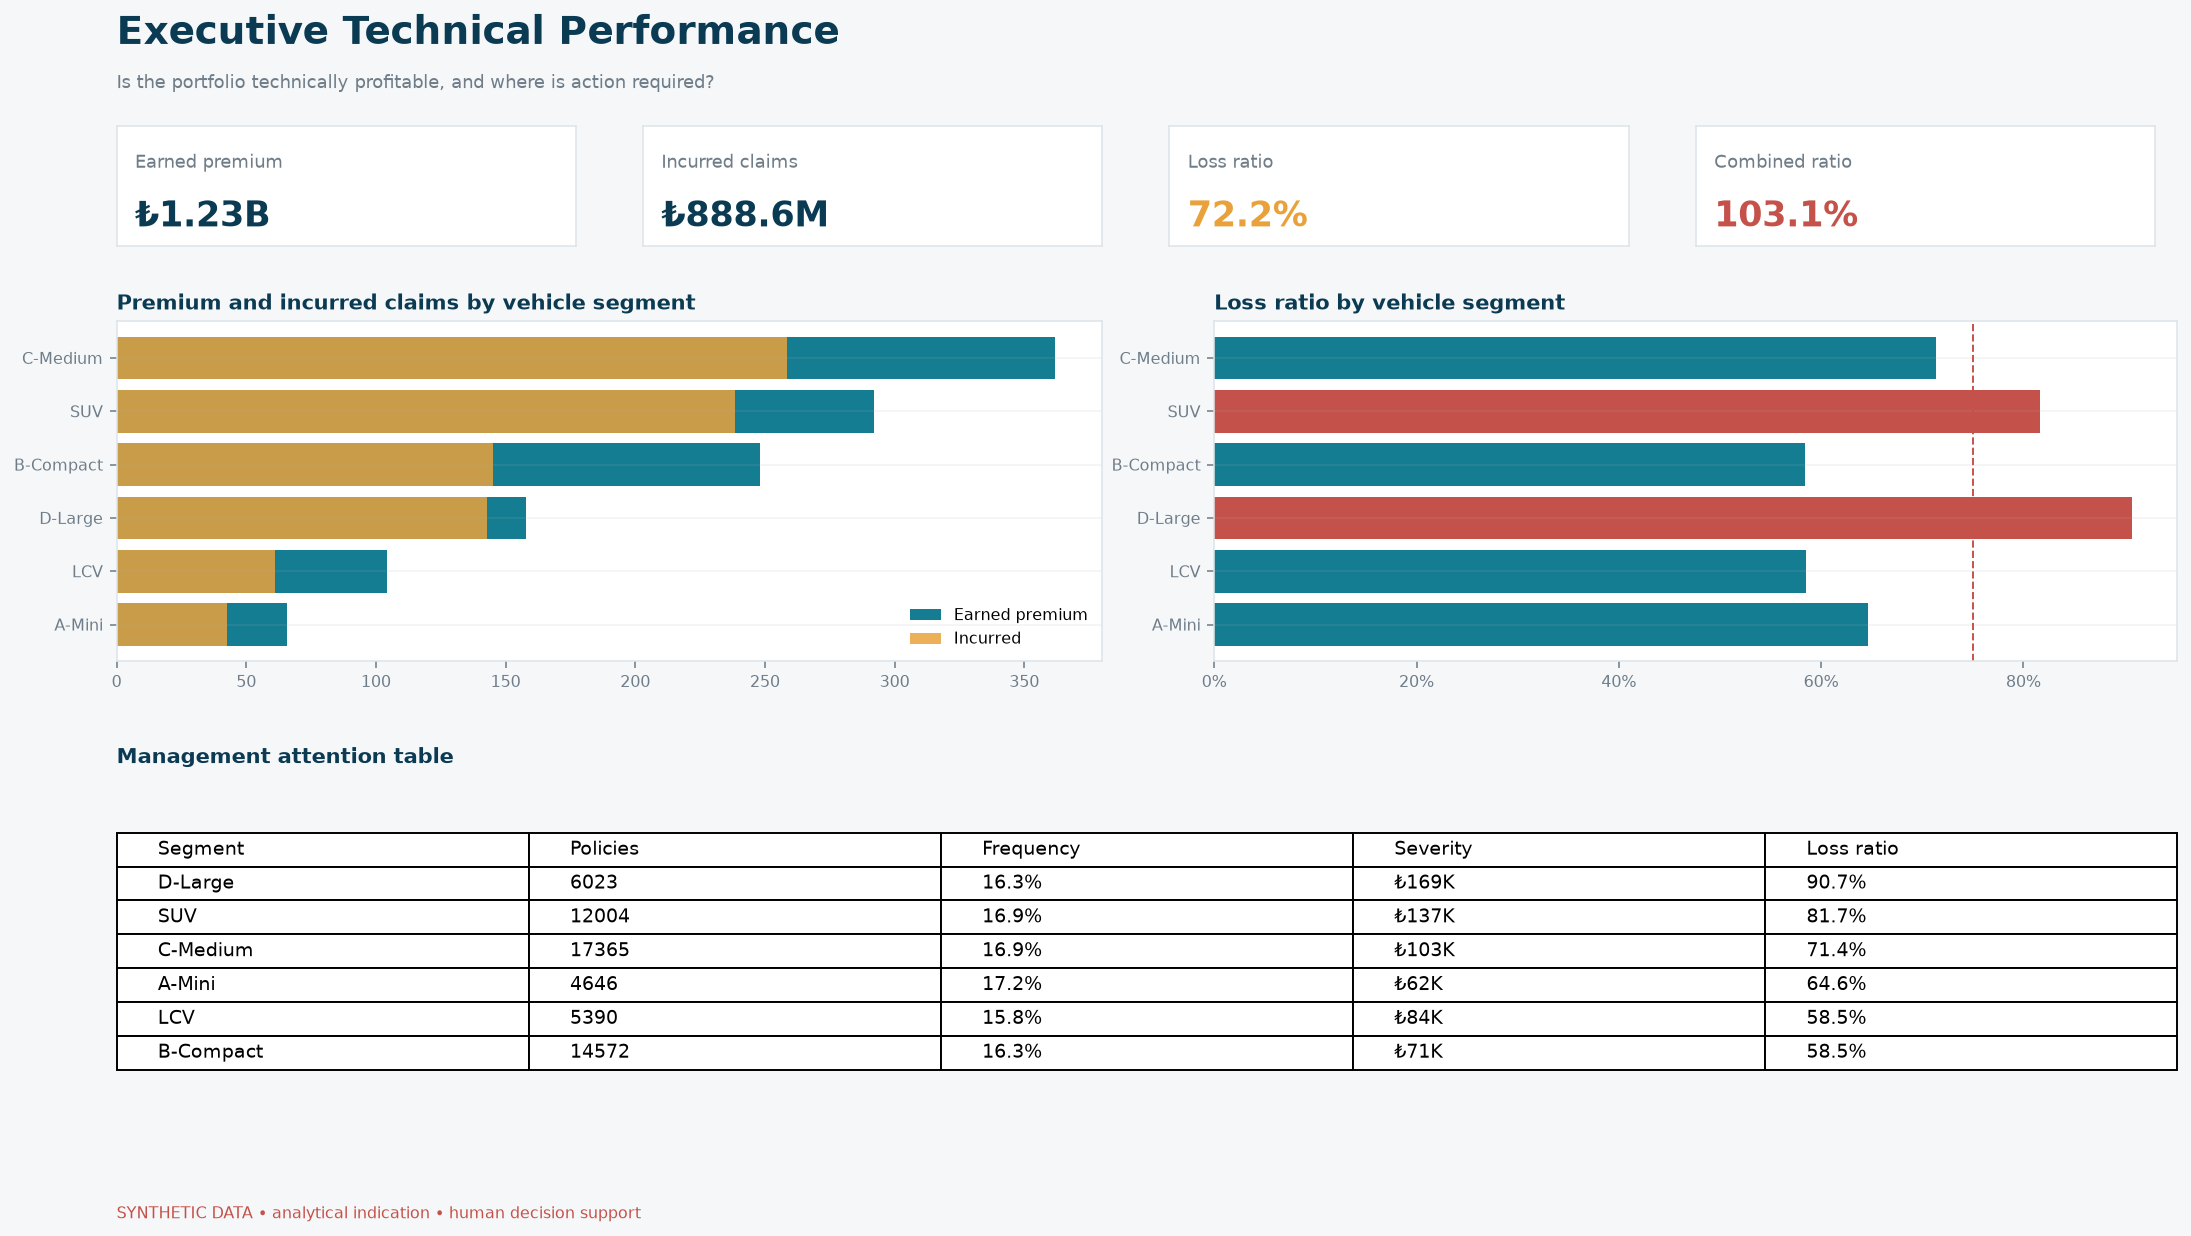 Executive Technical Performance
Is the portfolio technically profitable, and where is action required?
Earned premium
₺1.23B
Incurred claims
₺888.6M
Loss ratio
72.2%
Combined ratio
103.1%
Premium and incurred claims by vehicle segment
C-Medium
SUV
B-Compact
D-Large
LCV
A-Mini
Earned premium
Incurred
0 50 100 150 200 250 300 350
Loss ratio by vehicle segment
C-Medium
SUV
B-Compact
D-Large
LCV
A-Mini
0% 20% 40% 60% 80%
Management attention table
Segment Policies Frequency Severity Loss ratio
D-Large 6023 16.3% ₺169K 90.7%
SUV 12004 16.9% ₺137K 81.7%
C-Medium 17365 16.9% ₺103K 71.4%
A-Mini 4646 17.2% ₺62K 64.6%
LCV 5390 15.8% ₺84K 58.5%
B-Compact 14572 16.3% ₺71K 58.5%
SYNTHETIC DATA • analytical indication • human decision support